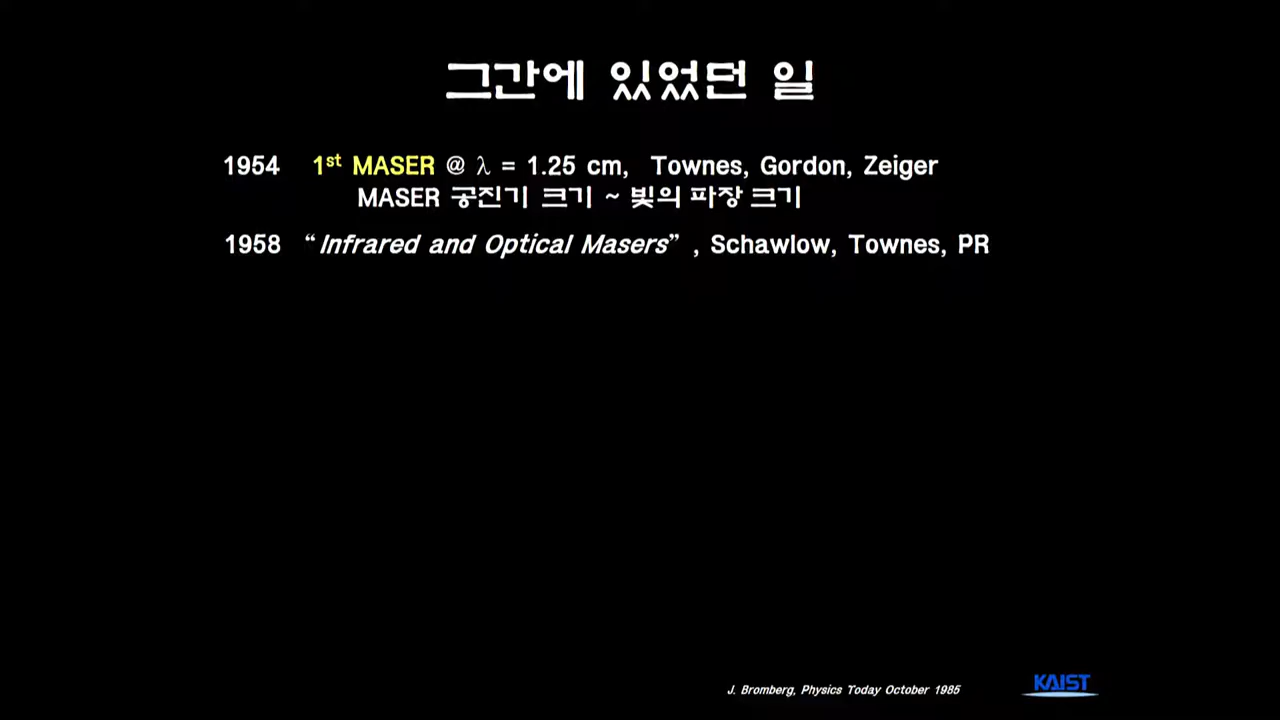 그간에 있었던 일
1954 1st MASER @ λ = 1.25 cm, Townes, Gordon, Zeiger
MASER 공진기 크기 ~ 빛의 파장 크기
1958 “Infrared and Optical Masers” , Schawlow, Townes, PR
J. Bromberg, Physics Today October 1985
KAIST